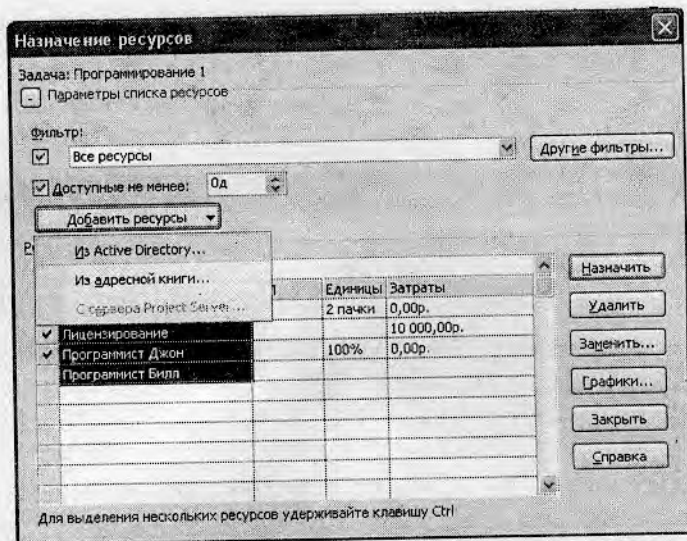 Назначение ресурсов
Задача: Программирование 1
Параметры списка ресурсов
Фильтр:
Все ресурсы
Другие фильтры...
Доступные не менее: 0д
Добавить ресурсы
Из Active Directory...
Из адресной книги...
С сервера Project Server...
Единицы Затраты
2 пачки 0,00р.
Лицензирование 10 000,00р.
Программист Джон 100% 0,00р.
Программист Билл
Назначить
Удалить
Заменить...
Графики...
Закрыть
Справка
Для выделения нескольких ресурсов удерживайте клавишу Ctrl